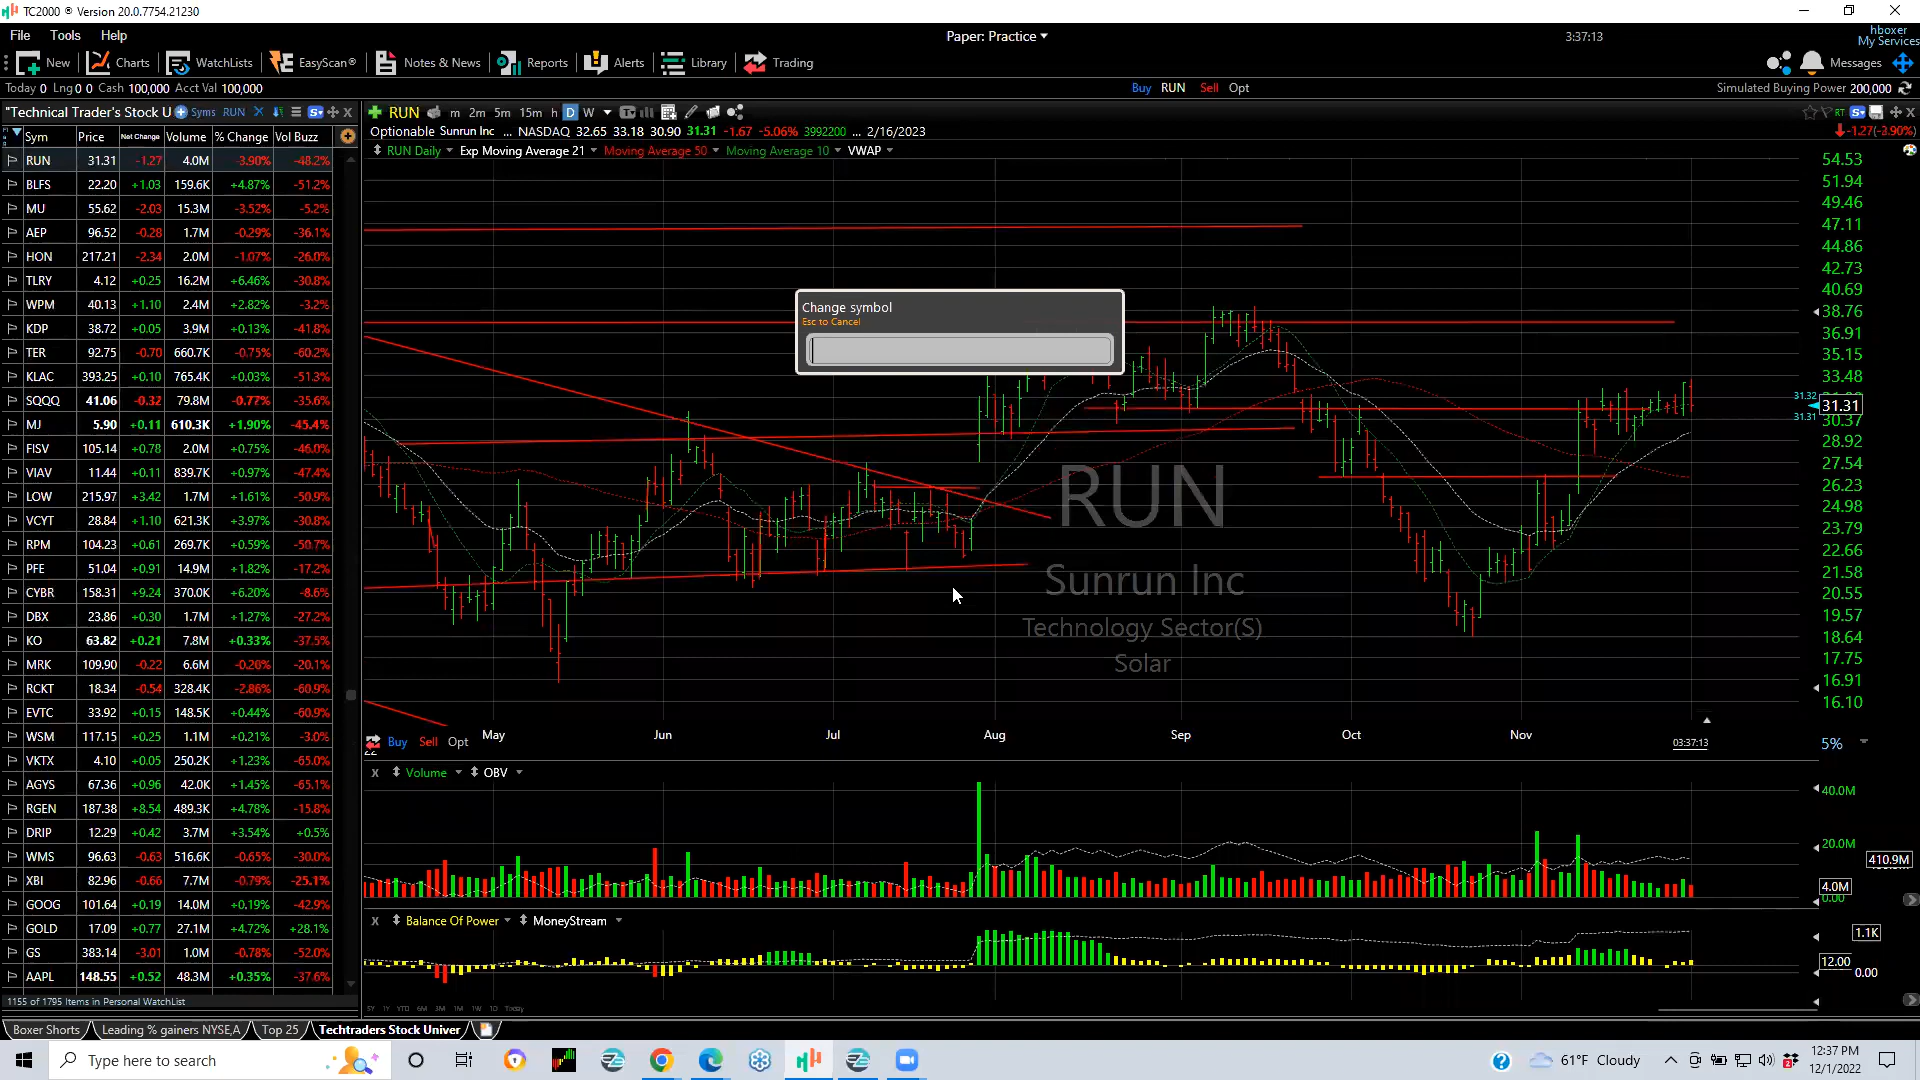 TC2000 ® Version 20.0.7754.21230
File Tools Help
Paper: Practice
3:37:13
hboxer
My Services
New Charts WatchLists EasyScan® Notes & News Reports Alerts Library Trading
Messages
Today 0 Lng 0 0 Cash 100,000 Acct Val 100,000
Buy RUN Sell Opt
Simulated Buying Power 200,000
"Technical Trader's Stock U Syms RUN
RUN m 2m 5m 15m h D W
RT
Optionable Sunrun Inc ... NASDAQ 32.65 33.18 30.90 31.31 -1.67 -5.06% 3992200 ... 2/16/2023
-1.27(-3.90%)
RUN Daily Exp Moving Average 21 Moving Average 50 Moving Average 10 VWAP
Sym Price Net Change Volume % Change Vol Buzz
RUN 31.31 -1.27 4.0M -3.90% -48.2%
BLFS 22.20 +1.03 159.6K +4.87% -51.2%
MU 55.62 -2.03 15.3M -3.52% -5.2%
AEP 96.52 -0.28 1.7M -0.29% -36.1%
HON 217.21 -2.34 2.0M -1.07% -26.0%
TLRY 4.12 +0.25 16.2M +6.46% -30.8%
WPM 40.13 +1.10 2.4M +2.82% -3.2%
KDP 38.72 +0.05 3.9M +0.13% -41.8%
TER 92.75 -0.70 660.7K -0.75% -60.2%
KLAC 393.25 +0.10 765.4K +0.03% -51.3%
SQQQ 41.06 -0.32 79.8M -0.77% -35.6%
MJ 5.90 +0.11 610.3K +1.90% -45.4%
FISV 105.14 +0.78 2.0M +0.75% -46.0%
VIAV 11.44 +0.11 839.7K +0.97% -47.4%
LOW 215.97 +3.42 1.7M +1.61% -50.9%
VCYT 28.84 +1.10 621.3K +3.97% -30.8%
RPM 104.23 +0.61 269.7K +0.59% -50.7%
PFE 51.04 +0.91 14.9M +1.82% -17.2%
CYBR 158.31 +9.24 370.0K +6.20% -8.6%
DBX 23.86 +0.30 1.7M +1.27% -27.2%
KO 63.82 +0.21 7.8M +0.33% -37.5%
MRK 109.90 -0.22 6.6M -0.20% -20.1%
RCKT 18.34 -0.54 328.4K -2.86% -60.9%
EVTC 33.92 +0.15 148.5K +0.44% -60.9%
WSM 117.15 +0.25 1.1M +0.21% -3.0%
VKTX 4.10 +0.05 250.2K +1.23% -65.0%
AGYS 67.36 +0.96 42.0K +1.45% -65.1%
RGEN 187.38 +8.54 489.3K +4.78% -15.8%
DRIP 12.29 +0.42 3.7M +3.54% +0.5%
WMS 96.63 -0.63 516.6K -0.65% -30.0%
XBI 82.96 -0.66 7.7M -0.79% -25.1%
GOOG 101.64 +0.19 14.0M +0.19% -42.9%
GOLD 17.09 +0.77 27.1M +4.72% +28.1%
GS 383.14 -3.01 1.0M -0.78% -52.0%
AAPL 148.55 +0.52 48.3M +0.35% -37.6%
1155 of 1795 Items in Personal WatchList
Change symbol
Esc to Cancel
RUN
Sunrun Inc
Technology Sector(S)
Solar
54.53
51.94
49.46
47.11
44.86
42.73
40.69
38.76
36.91
35.15
33.48
31.32
31.31
31.31
30.37
28.92
27.54
26.23
24.98
23.79
22.66
21.58
20.55
19.57
18.64
17.75
16.91
16.10
Buy Sell Opt
22
May Jun Jul Aug Sep Oct Nov
03:37:13
5%
x Volume OBV
40.0M
20.0M
410.9M
4.0M
0.00
x Balance Of Power MoneyStream
1.1K
12.00
0.00
5Y 1Y YTD 6M 3M 1M 1W 1D Today
Boxer Shorts Leading % gainers NYSE,A Top 25 Techtraders Stock Univer
Type here to search
61°F Cloudy
12:37 PM
12/1/2022